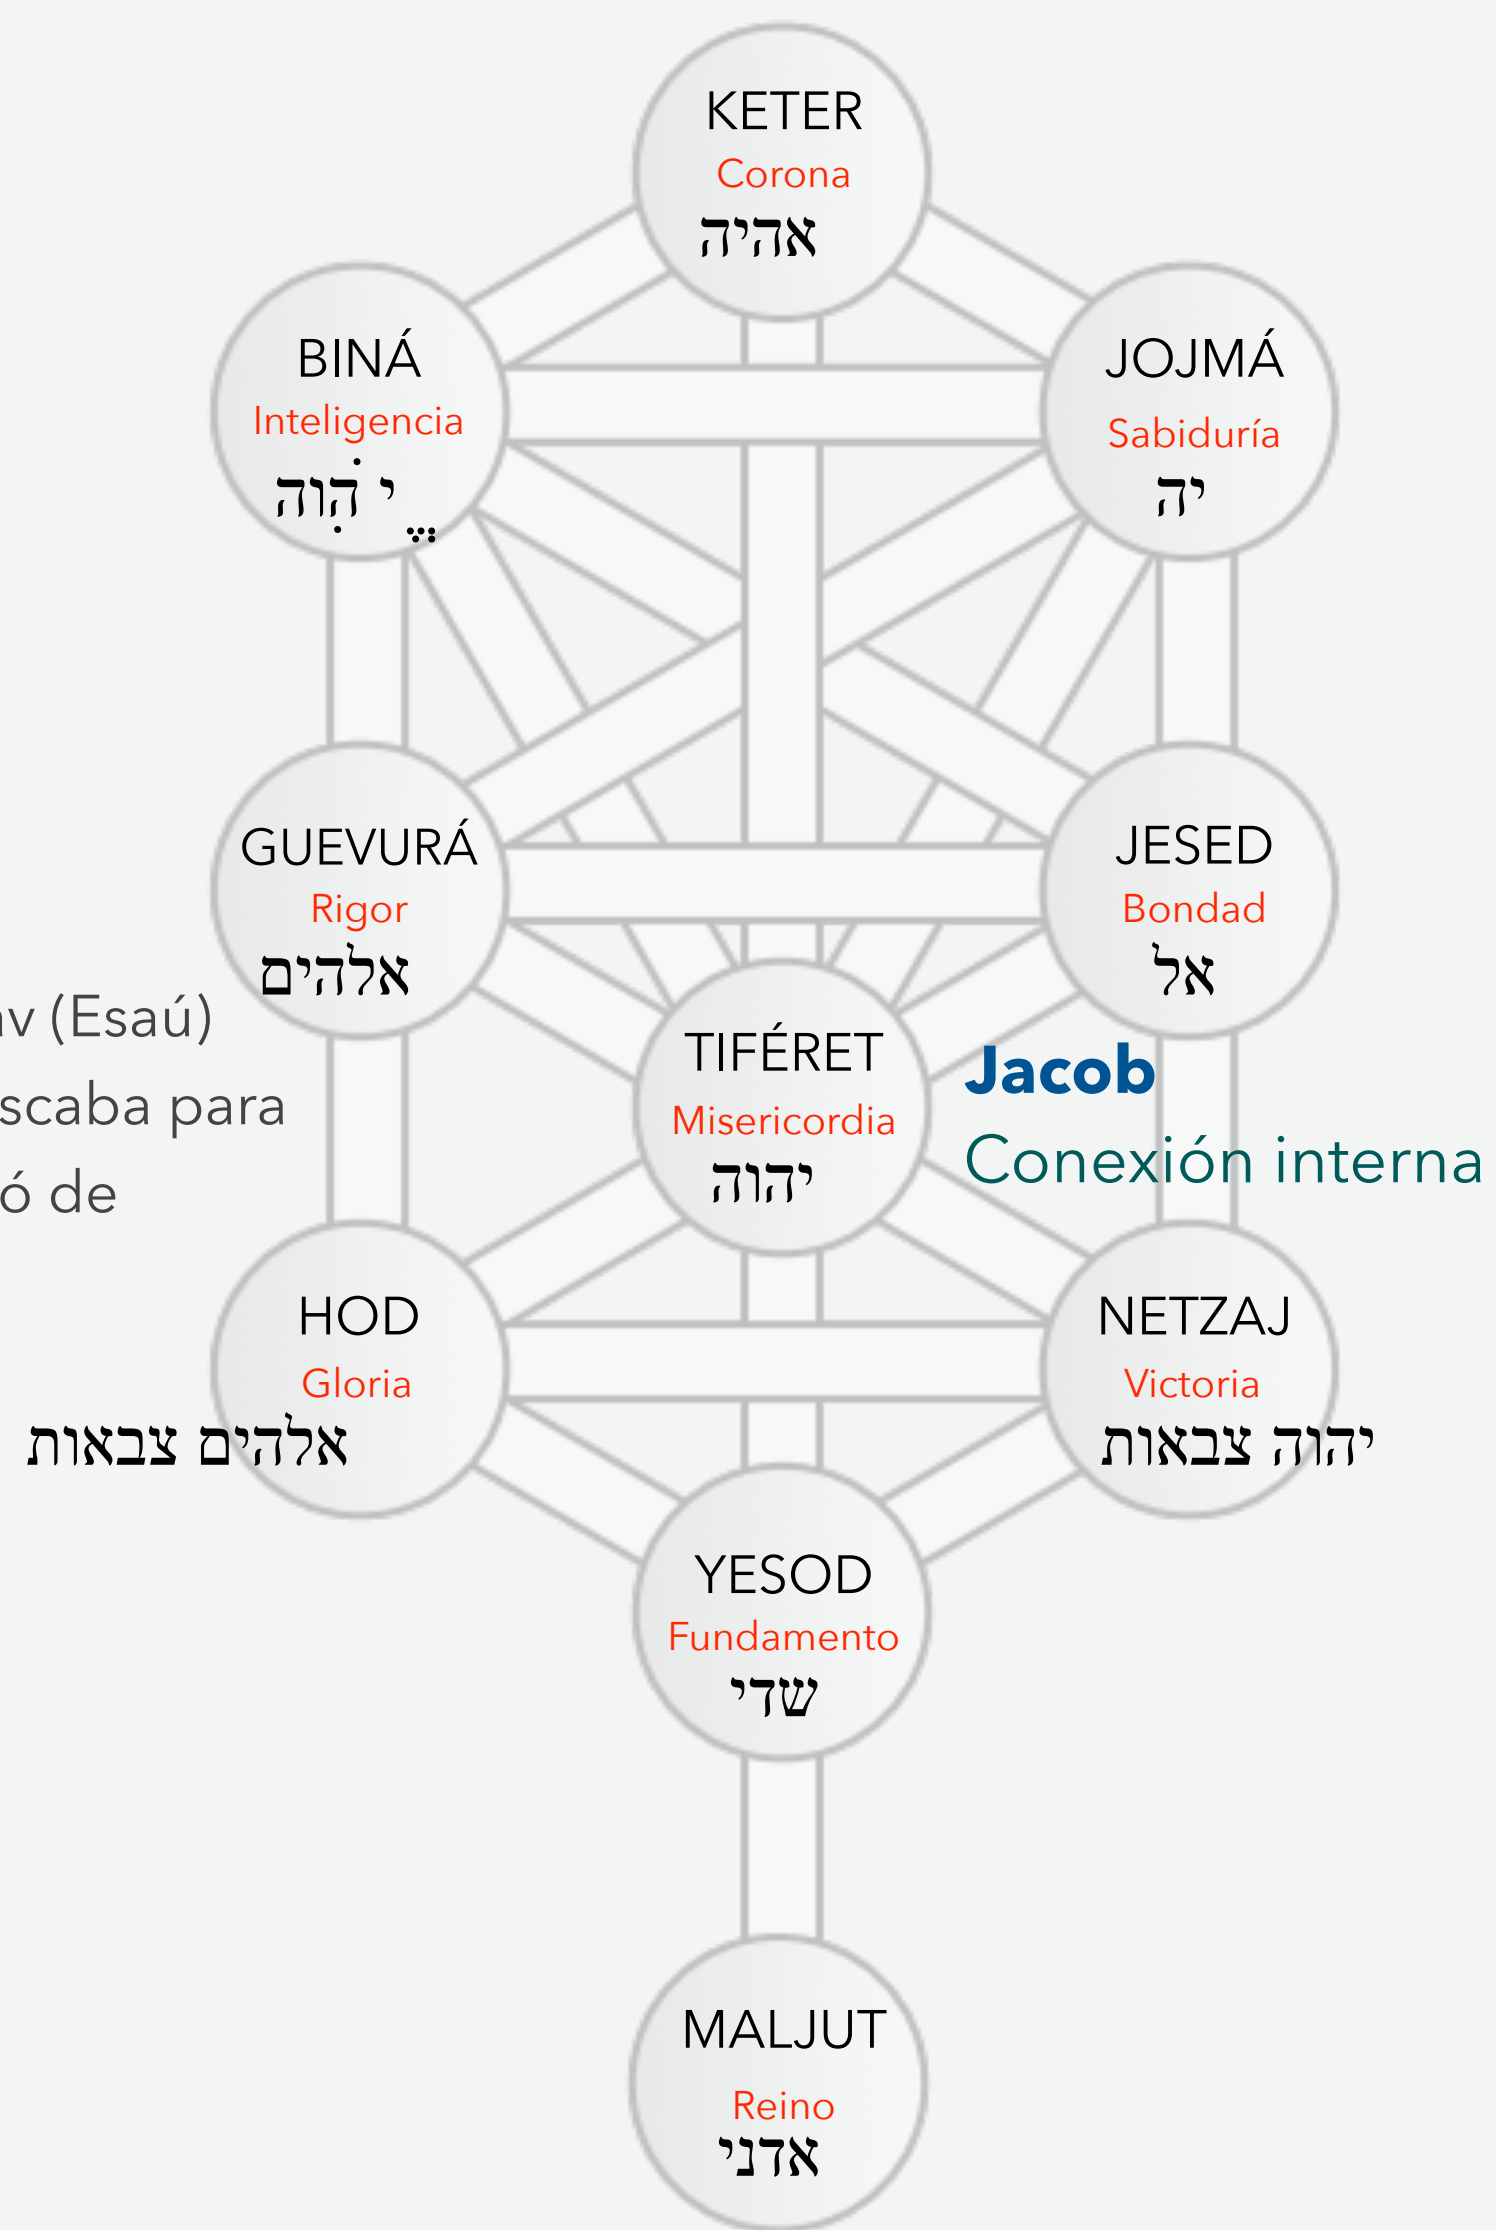 KETER
Corona
אהיה
BINÁ
Inteligencia
יֱהֹוִה
JOJMÁ
Sabiduría
יה
GUEVURÁ
Rigor
אלהים
JESED
Bondad
אל
(Esaú)
para
de
TIFÉRET
Misericordia
יהוה
Jacob
Conexión interna
HOD
Gloria
אלהים צבאות
NETZAJ
Victoria
יהוה צבאות
YESOD
Fundamento
שדי
MALJUT
Reino
אדני